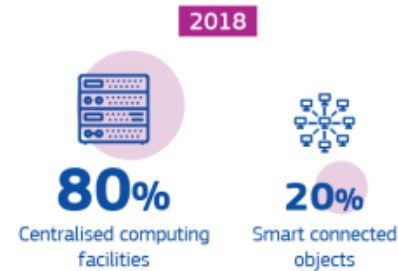 2018
80%
Centralised computing
facilities
20%
Smart connected
objects